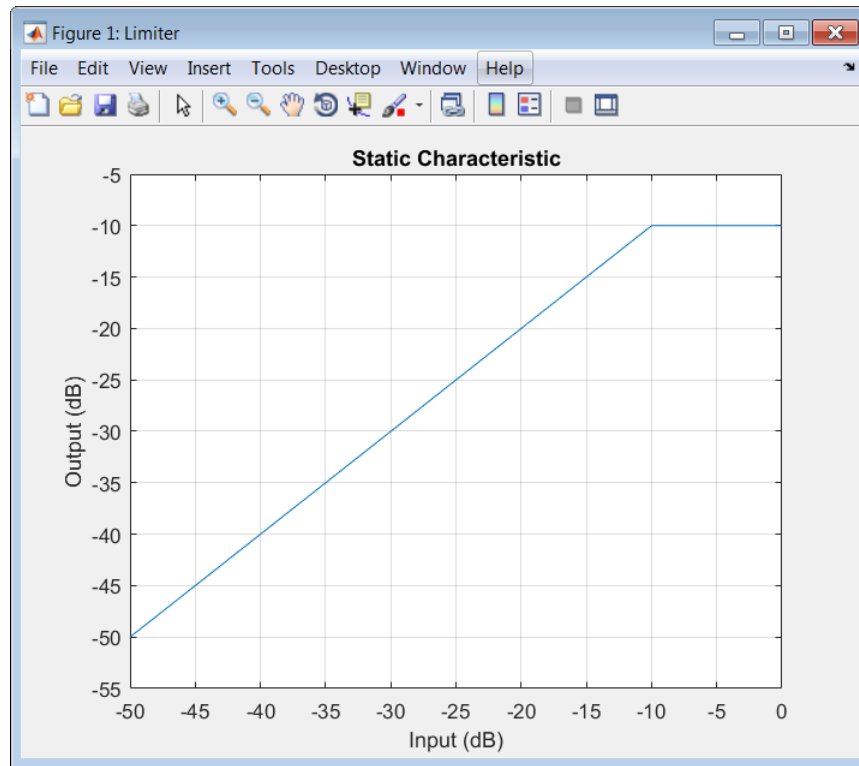 Figure 1: Limiter
File Edit View Insert Tools Desktop Window Help
Static Characteristic
-5
-10
-15
-20
-25
-30
-35
-40
-45
-50
-55
Output (dB)
-50 -45 -40 -35 -30 -25 -20 -15 -10 -5 0
Input (dB)